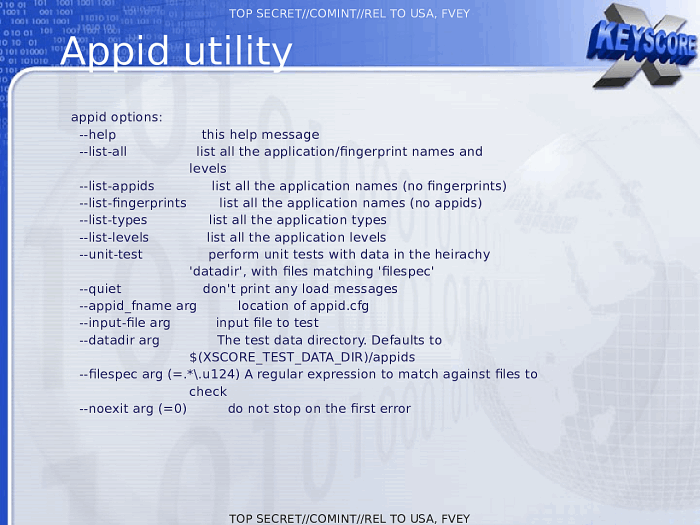 TOP SECRET//COMINT//REL TO USA, FVEY
Appid utility
KEYSCORE
X
appid options:
--help this help message
--list-all list all the application/fingerprint names and
levels
--list-appids list all the application names (no fingerprints)
--list-fingerprints list all the application names (no appids)
--list-types list all the application types
--list-levels list all the application levels
--unit-test perform unit tests with data in the heirachy
'datadir', with files matching 'filespec'
--quiet don't print any load messages
--appid_fname arg location of appid.cfg
--input-file arg input file to test
--datadir arg The test data directory. Defaults to
$(XSCORE_TEST_DATA_DIR)/appids
--filespec arg (=.*\.u124) A regular expression to match against files to
check
--noexit arg (=0) do not stop on the first error
TOP SECRET//COMINT//REL TO USA, FVEY